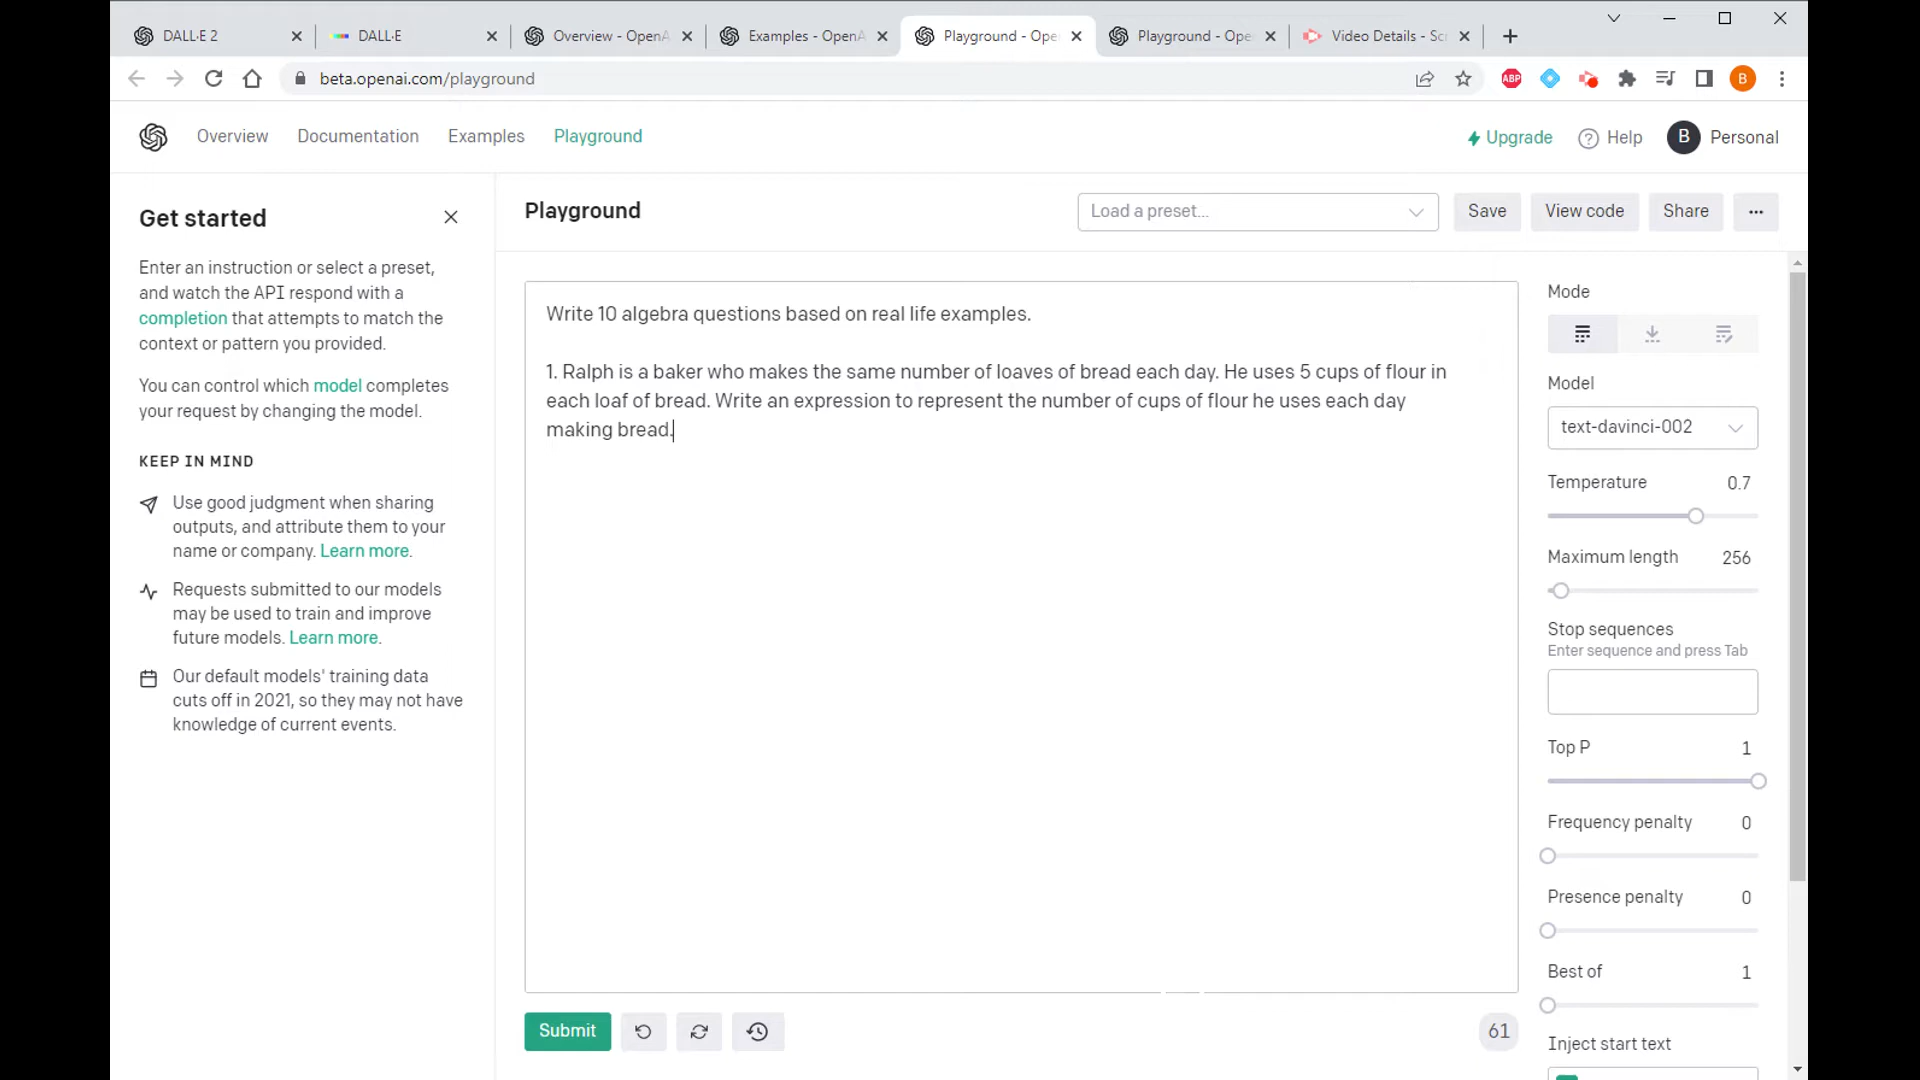 DALL·E 2
DALL·E
Overview - OpenA
Examples - OpenA
Playground - Ope
Playground - Ope
Video Details - Scr
beta.openai.com/playground
ABP
B
Overview
Documentation
Examples
Playground
Upgrade
Help
B
Personal
Get started
Enter an instruction or select a preset,
and watch the API respond with a
completion that attempts to match the
context or pattern you provided.
You can control which model completes
your request by changing the model.
KEEP IN MIND
Use good judgment when sharing
outputs, and attribute them to your
name or company. Learn more.
Requests submitted to our models
may be used to train and improve
future models. Learn more.
Our default models' training data
cuts off in 2021, so they may not have
knowledge of current events.
Playground
Load a preset...
Save
View code
Share
...
Write 10 algebra questions based on real life examples.
1. Ralph is a baker who makes the same number of loaves of bread each day. He uses 5 cups of flour in
each loaf of bread. Write an expression to represent the number of cups of flour he uses each day
making bread.
Submit
61
Mode
Model
text-davinci-002
Temperature 0.7
Maximum length 256
Stop sequences
Enter sequence and press Tab
Top P 1
Frequency penalty 0
Presence penalty 0
Best of 1
Inject start text